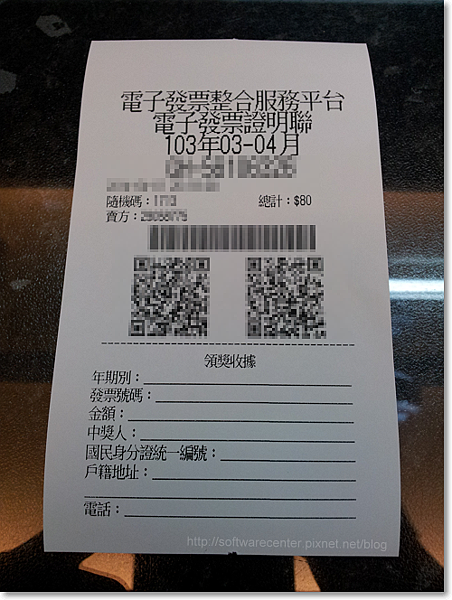 電子發票整合服務平台
電子發票證明聯
103年03-04月
隨機碼： 總計：$80
賣方：
領獎收據
年期別：
發票號碼：
金額：
中獎人：
國民身分證統一編號：
戶籍地址：
電話：
http://softwarecenter.pixnet.net/blog